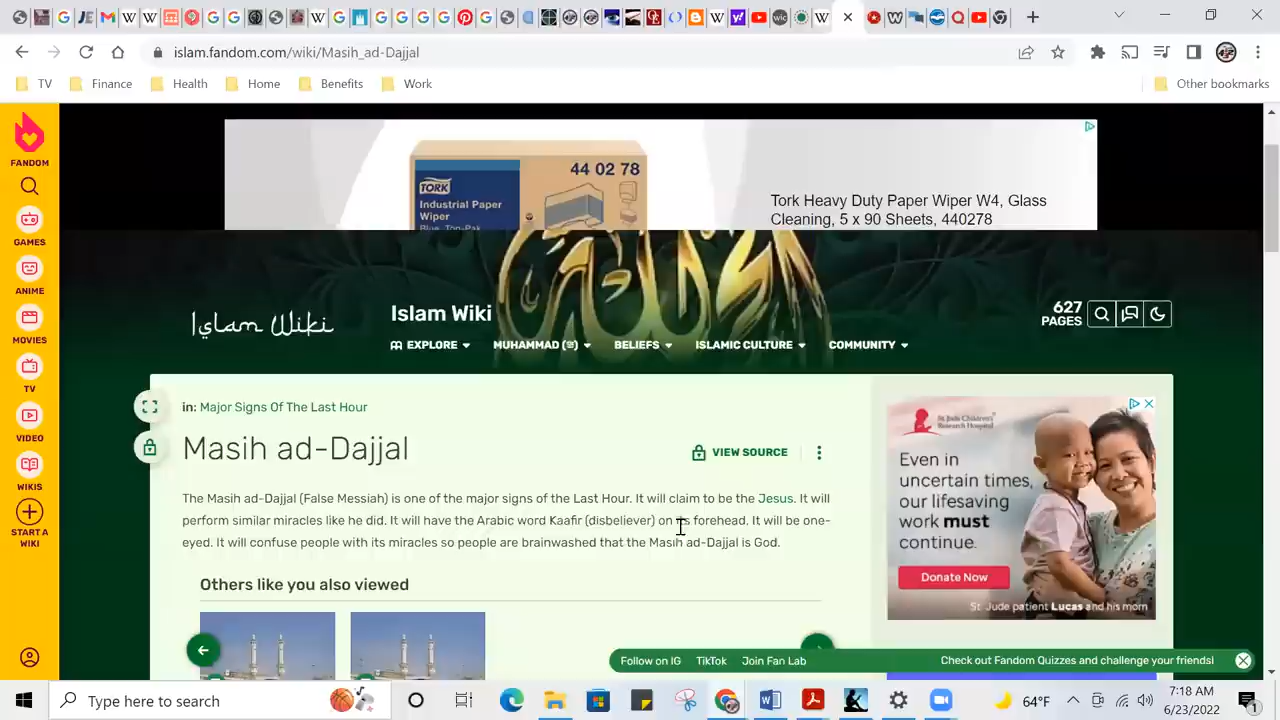 islam.fandom.com/wiki/Masih_ad-Dajjal
TV
Finance
Health
Home
Benefits
Work
Other bookmarks
FANDOM
GAMES
ANIME
MOVIES
TV
VIDEO
WIKIS
START A
WIKI
TORK
Industrial Paper
Wiper
Blue, Top-Pak
44 02 78
Tork Heavy Duty Paper Wiper W4, Glass
Cleaning, 5 x 90 Sheets, 440278
Islam Wiki
Islam Wiki
627
PAGES
EXPLORE
MUHAMMAD (ﷺ)
BELIEFS
ISLAMIC CULTURE
COMMUNITY
in: Major Signs Of The Last Hour
Masih ad-Dajjal
VIEW SOURCE
The Masih ad-Dajjal (False Messiah) is one of the major signs of the Last Hour. It will claim to be the Jesus. It will
perform similar miracles like he did. It will have the Arabic word Kaafir (disbeliever) on its forehead. It will be one-
eyed. It will confuse people with its miracles so people are brainwashed that the Masih ad-Dajjal is God.
Others like you also viewed
St. Jude Children's
Research Hospital
Even in
uncertain times,
our lifesaving
work must
continue.
Donate Now
St. Jude patient Lucas and his mom
Follow on IG
TikTok
Join Fan Lab
Check out Fandom Quizzes and challenge your friends!
Type here to search
64°F
7:18 AM
6/23/2022
1